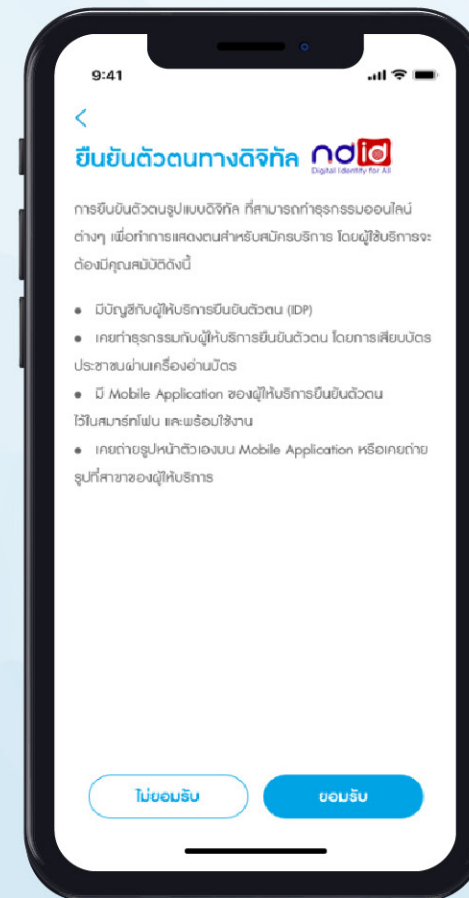 9:41
ยืนยันตัวตนทางดิจิทัล ndid
Digital Identity for All
การยืนยันตัวตนรูปแบบดิจิทัล ที่สามารถทำธุรกรรมออนไลน์
ต่างๆ เพื่อทำการแสดงตนสำหรับสมัครบริการ โดยผู้ใช้บริการจะ
ต้องมีคุณสมบัติดังนี้
• มีบัญชีกับผู้ให้บริการยืนยันตัวตน (IDP)
• เคยทำธุรกรรมกับผู้ให้บริการยืนยันตัวตน โดยการเสียบบัตร
ประชาชนผ่านเครื่องอ่านบัตร
• มี Mobile Application ของผู้ให้บริการยืนยันตัวตน
ไว้ในสมาร์ทโฟน และพร้อมใช้งาน
• เคยถ่ายรูปหน้าตัวเองบน Mobile Application หรือเคยถ่าย
รูปที่สาขาของผู้ให้บริการ
ไม่ยอมรับ ยอมรับ